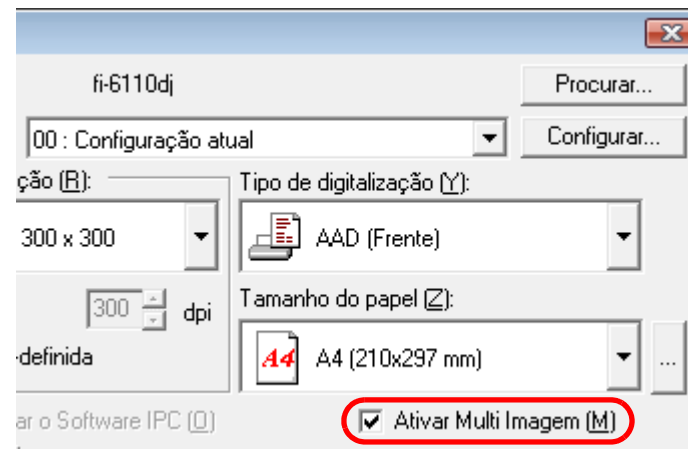 fi-6110dj
Procurar...
00 : Configuração atual
Configurar...
ção (R):
Tipo de digitalização (Y):
300 x 300
AAD (Frente)
300 dpi
Tamanho do papel (Z):
-definida
A4
A4 (210x297 mm)
...
ar o Software IPC (O)
Ativar Multi Imagem (M)